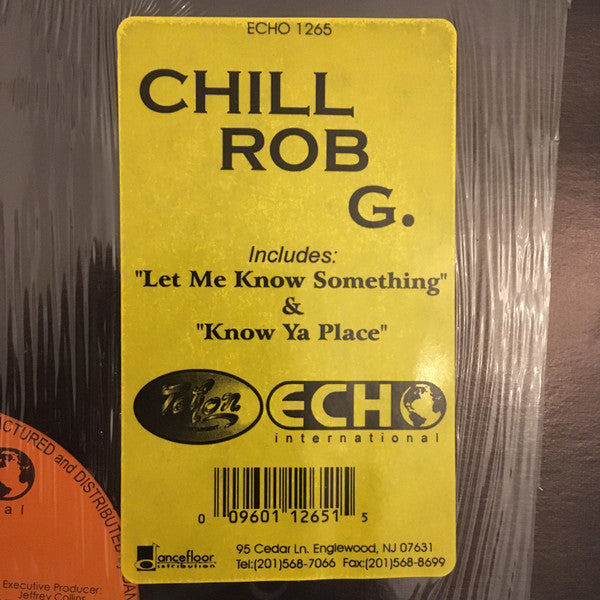 ECHO 1265
CHILL
ROB
G.
Includes:
"Let Me Know Something"
&
"Know Ya Place"
ECHO
international
0 09601 12651 5
dancefloor
distribution
95 Cedar Ln. Englewood, NJ 07631
Tel:(201)568-7066 Fax:(201)568-8699
and DISTRIBUTED
al
Executive Producer:
Jeffrey Collins